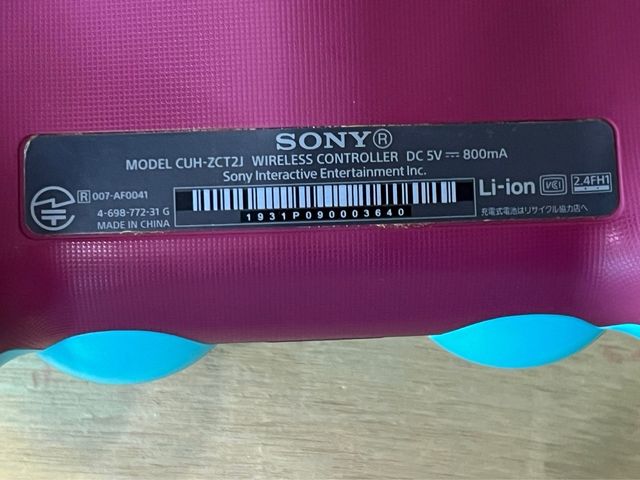 SONY®
MODEL CUH-ZCT2J WIRELESS CONTROLLER DC 5V ⎓ 800mA
Sony Interactive Entertainment Inc.
R 007-AF0041
4-698-772-31 G
MADE IN CHINA
1931P090003640
Li-ion VCCI 2.4FH1
充電式電池はリサイクル協力店へ